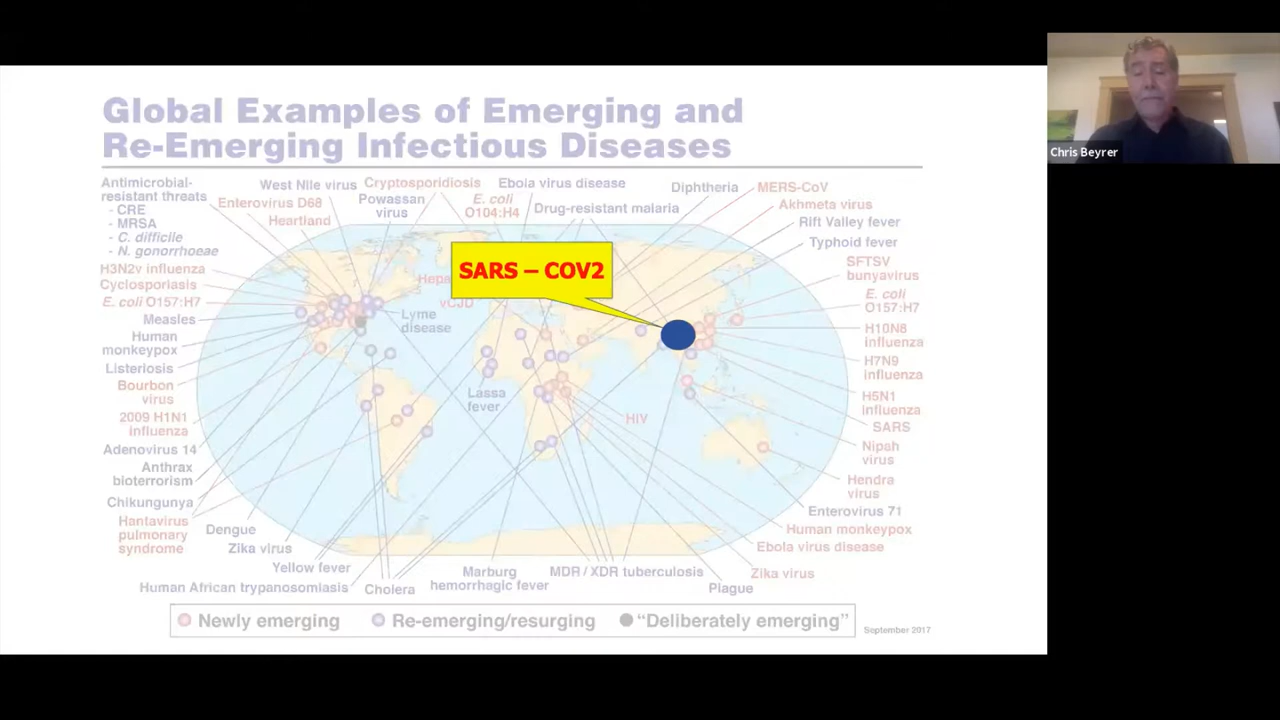 Global Examples of Emerging and
Re-Emerging Infectious Diseases
Antimicrobial-
resistant threats
- CRE
- MRSA
- C. difficile
- N. gonorrhoeae
H3N2v influenza
Cyclosporiasis
E. coli O157:H7
Measles
Human
monkeypox
Listeriosis
Bourbon
virus
2009 H1N1
influenza
Adenovirus 14
Anthrax
bioterrorism
Chikungunya
Hantavirus
pulmonary
syndrome
Enterovirus D68
West Nile virus
Heartland
Cryptosporidiosis
Powassan
virus
E. coli
O104:H4
Ebola virus disease
Drug-resistant malaria
Diphtheria
MERS-CoV
Akhmeta virus
Rift Valley fever
Typhoid fever
SFTSV
bunyavirus
E. coli
O157:H7
H10N8
influenza
H7N9
influenza
H5N1
influenza
SARS
Nipah
virus
Hendra
virus
Enterovirus 71
Human monkeypox
Ebola virus disease
Zika virus
Plague
SARS – COV2
vCJD
Lyme
disease
Lassa
fever
HIV
Dengue
Zika virus
Yellow fever
Human African trypanosomiasis
Cholera
Marburg
hemorrhagic fever
MDR / XDR tuberculosis
Newly emerging
Re-emerging/resurging
“Deliberately emerging”
September 2017
Chris Beyrer